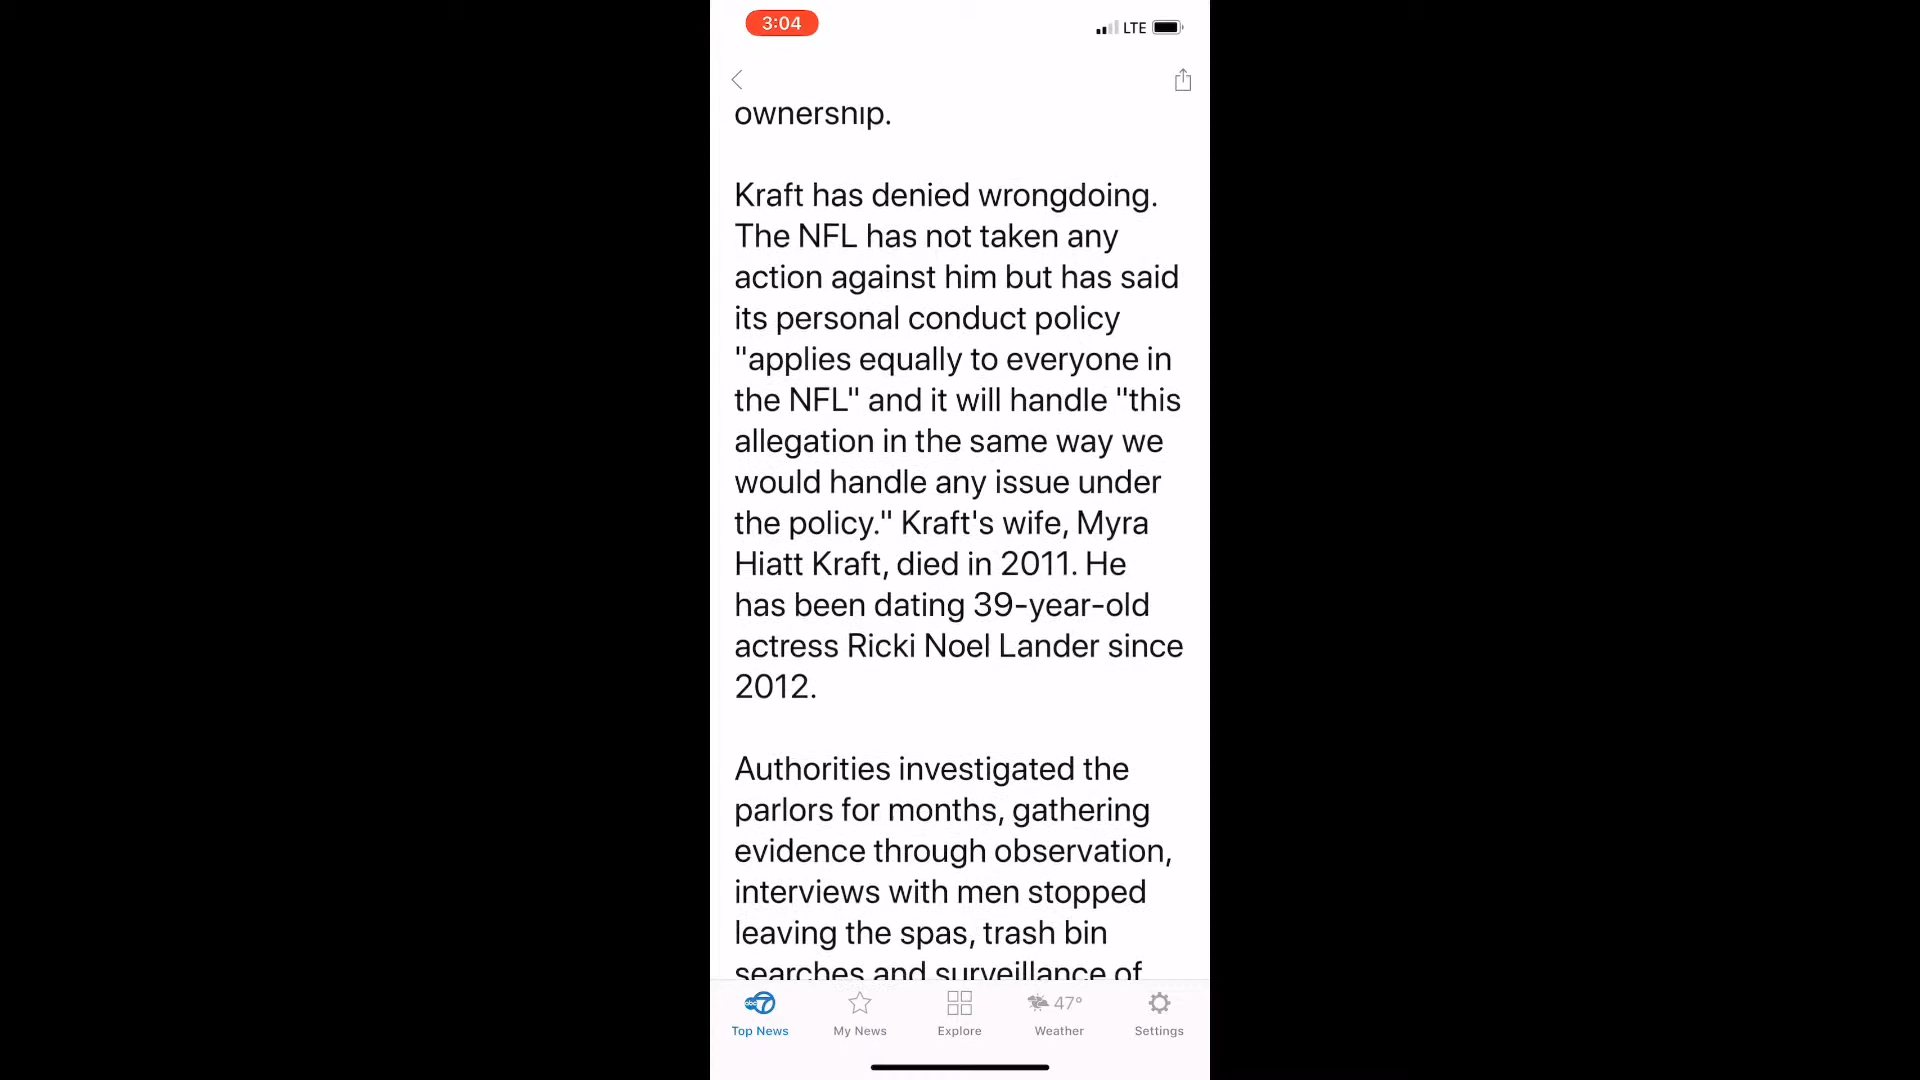 3:04
LTE
ownership.
Kraft has denied wrongdoing.
The NFL has not taken any
action against him but has said
its personal conduct policy
"applies equally to everyone in
the NFL" and it will handle "this
allegation in the same way we
would handle any issue under
the policy." Kraft's wife, Myra
Hiatt Kraft, died in 2011. He
has been dating 39-year-old
actress Ricki Noel Lander since
2012.
Authorities investigated the
parlors for months, gathering
evidence through observation,
interviews with men stopped
leaving the spas, trash bin
searches and surveillance of
abc 7
47°
Top News
My News
Explore
Weather
Settings